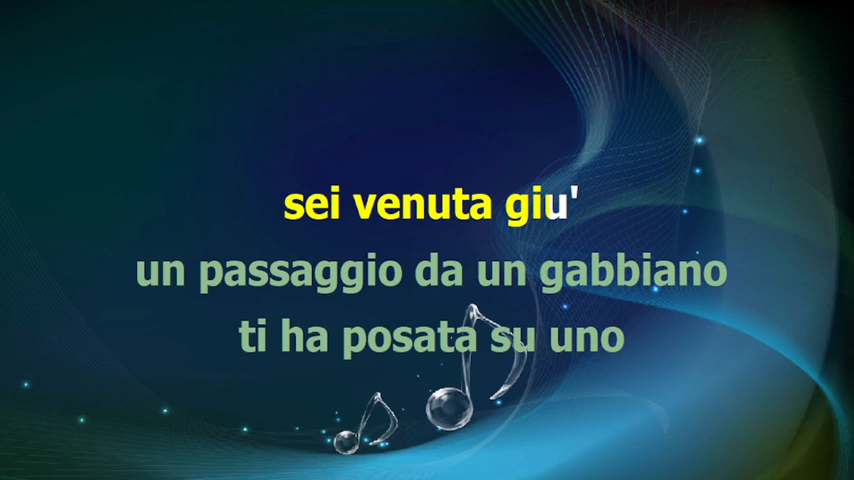 sei venuta giu'
un passaggio da un gabbiano
ti ha posata su uno